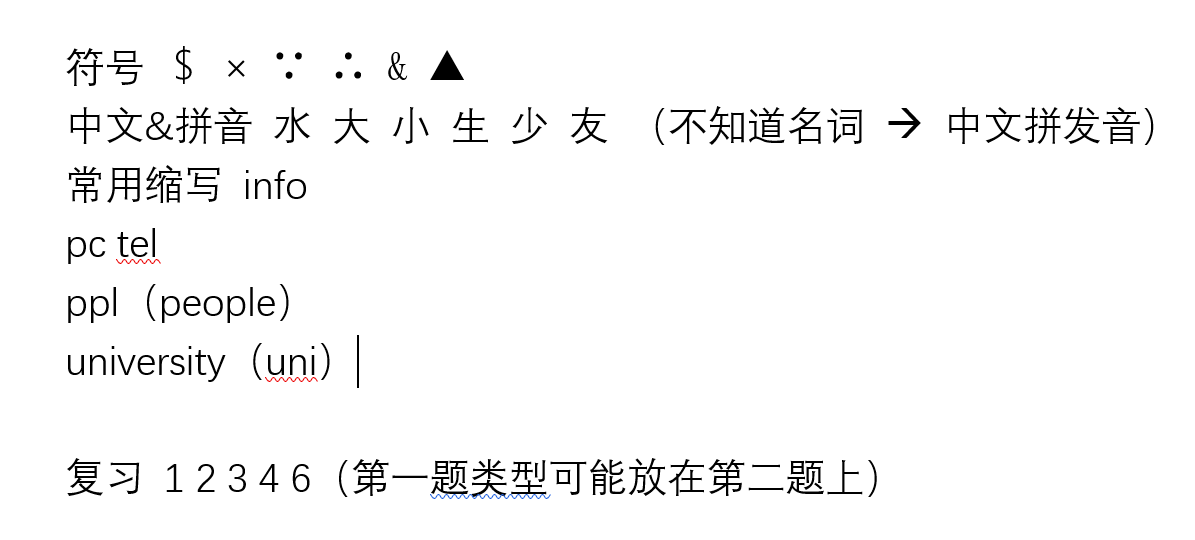 符号 $ × ∵ ∴ & ▲
中文&拼音 水 大 小 生 少 友 （不知道名词 → 中文拼发音）
常用缩写 info
pc tel
ppl（people）
university（uni）
复习 1 2 3 4 6（第一题类型可能放在第二题上）